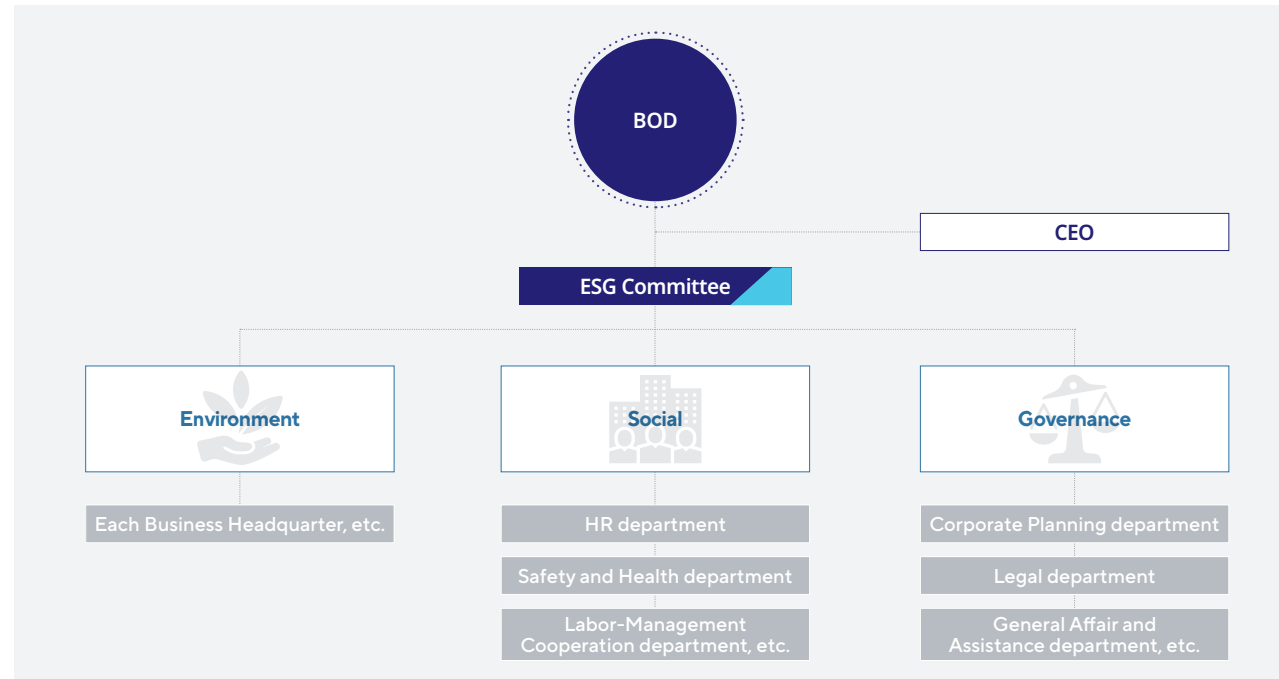 BOD
CEO
ESG Committee
Environment
Social
Governance
Each Business Headquarter, etc.
HR department
Safety and Health department
Labor-Management
Cooperation department, etc.
Corporate Planning department
Legal department
General Affair and
Assistance department, etc.